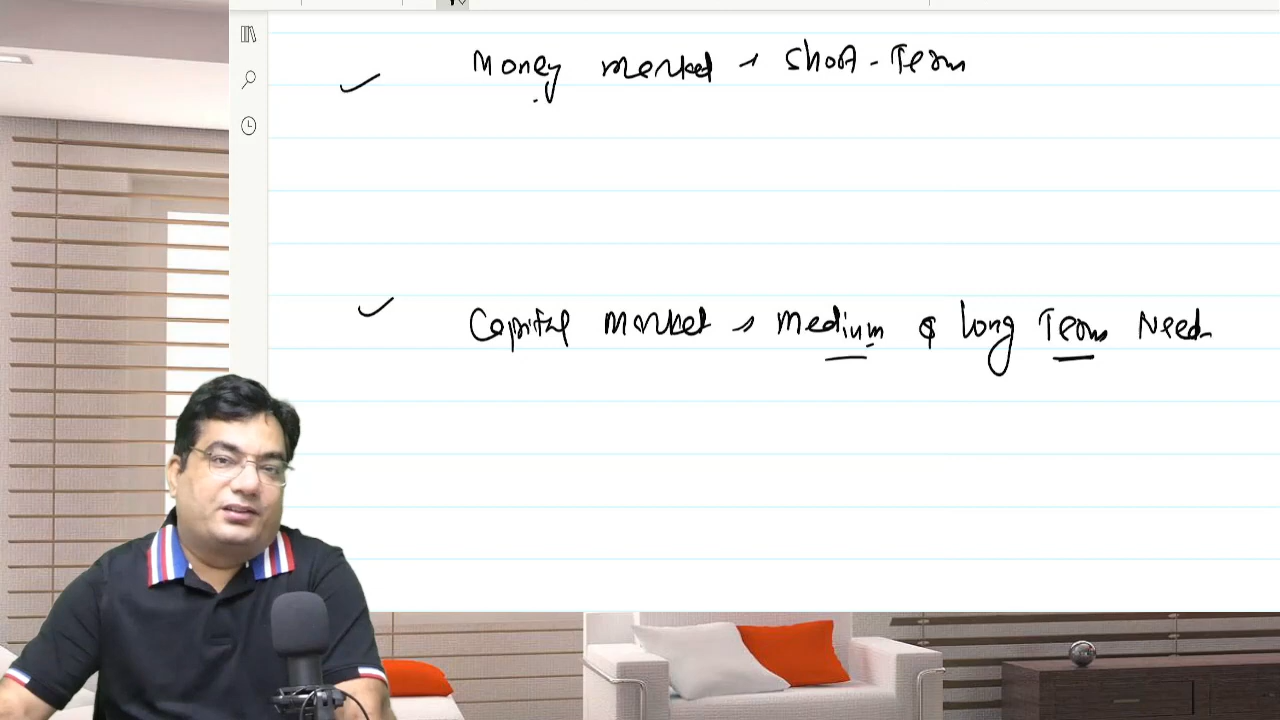 Money market → Short-Term
Capital Market → Medium & Long Term Need